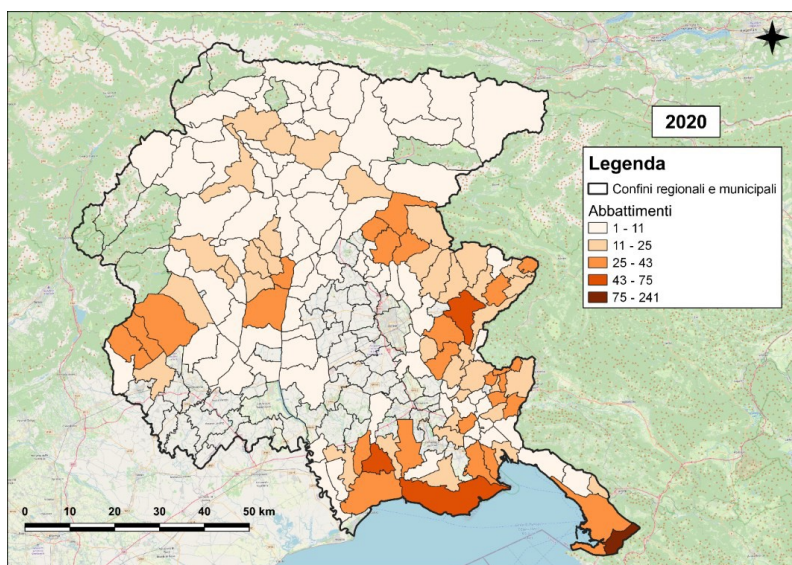 2020
Legenda
Confini regionali e municipali
Abbattimenti
1 - 11
11 - 25
25 - 43
43 - 75
75 - 241
0 10 20 30 40 50 km